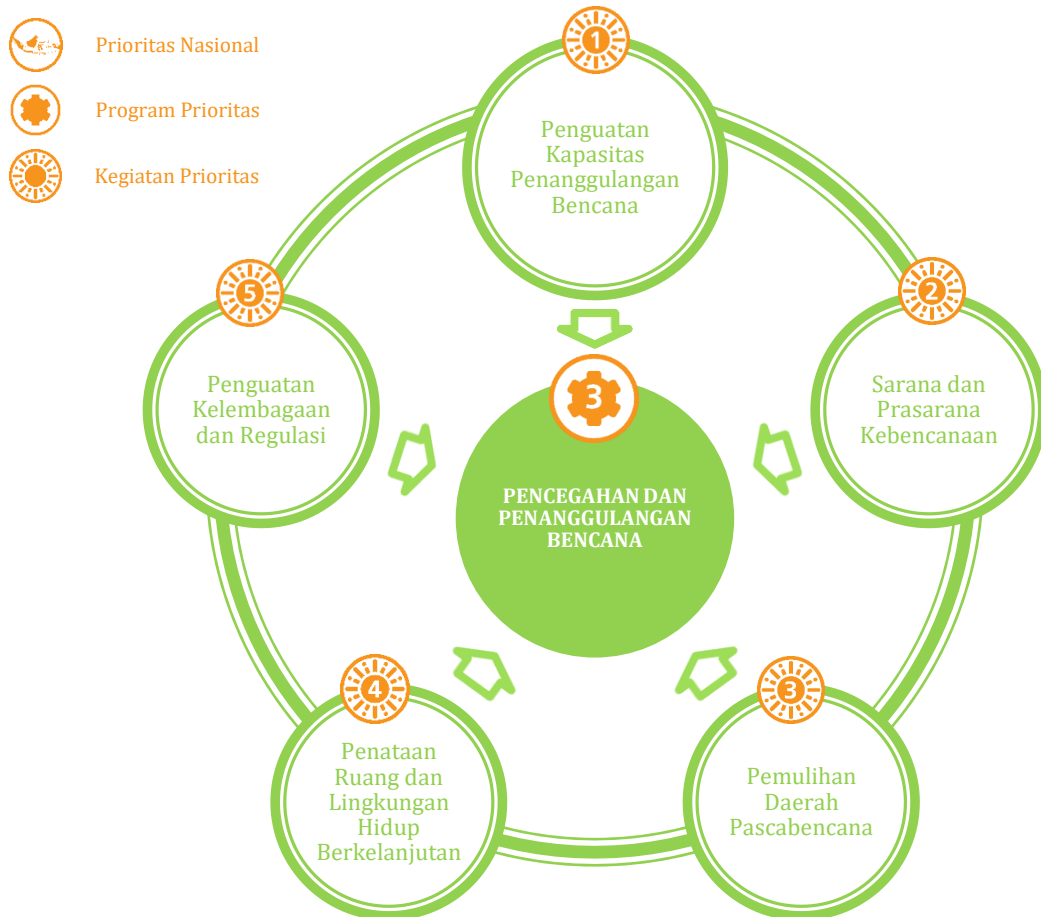 Prioritas Nasional
Program Prioritas
Kegiatan Prioritas
1
Penguatan
Kapasitas
Penanggulangan
Bencana
2
Sarana dan
Prasarana
Kebencanaan
3
Pemulihan
Daerah
Pascabencana
4
Penataan
Ruang dan
Lingkungan
Hidup
Berkelanjutan
5
Penguatan
Kelembagaan
dan Regulasi
3
PENCEGAHAN DAN
PENANGGULANGAN
BENCANA